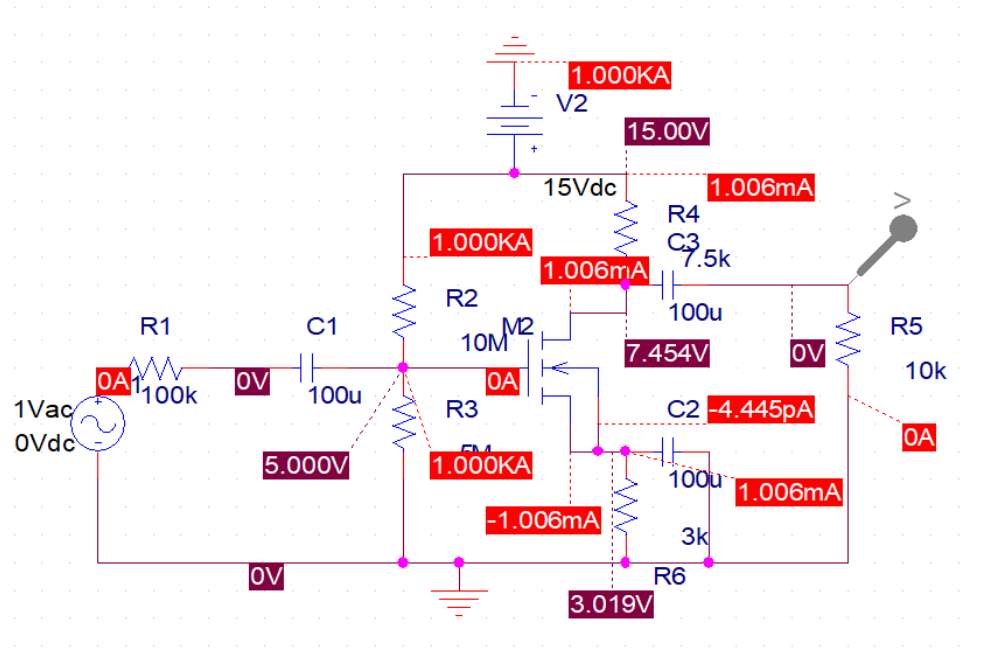 1.000KA
-
V2
+
15.00V
15Vdc
1.006mA
>
R4
1.000KA
C3
7.5k
1.006mA
R2
100u
R1
C1
M2
R5
10M
7.454V
0V
10k
0A
1
0V
0A
100k
100u
1Vac
+
R3
C2
-4.445pA
0Vdc
-
5M
0A
5.000V
1.000KA
100u
1.006mA
-1.006mA
3k
0V
R6
3.019V